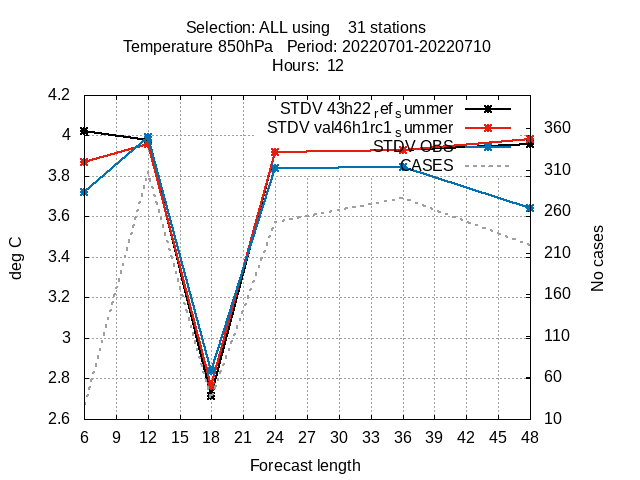 Selection: ALL using    31 stations
Temperature 850hPa   Period: 20220701-20220710
Hours:  12
STDV 43h22_ref_summer
STDV val46h1rc1_summer
STDV OBS
CASES
4.2
4
3.8
3.6
3.4
3.2
3
2.8
2.6
deg C
360
310
260
210
160
110
60
10
No cases
6 9 12 15 18 21 24 27 30 33 36 39 42 45 48
Forecast length